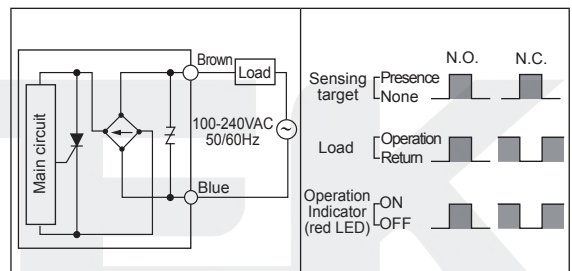 Main circuit
Brown
Load
100-240VAC
50/60Hz
Blue
N.O. N.C.
Sensing target
Presence
None
Load
Operation
Return
Operation
Indicator
(red LED)
ON
OFF